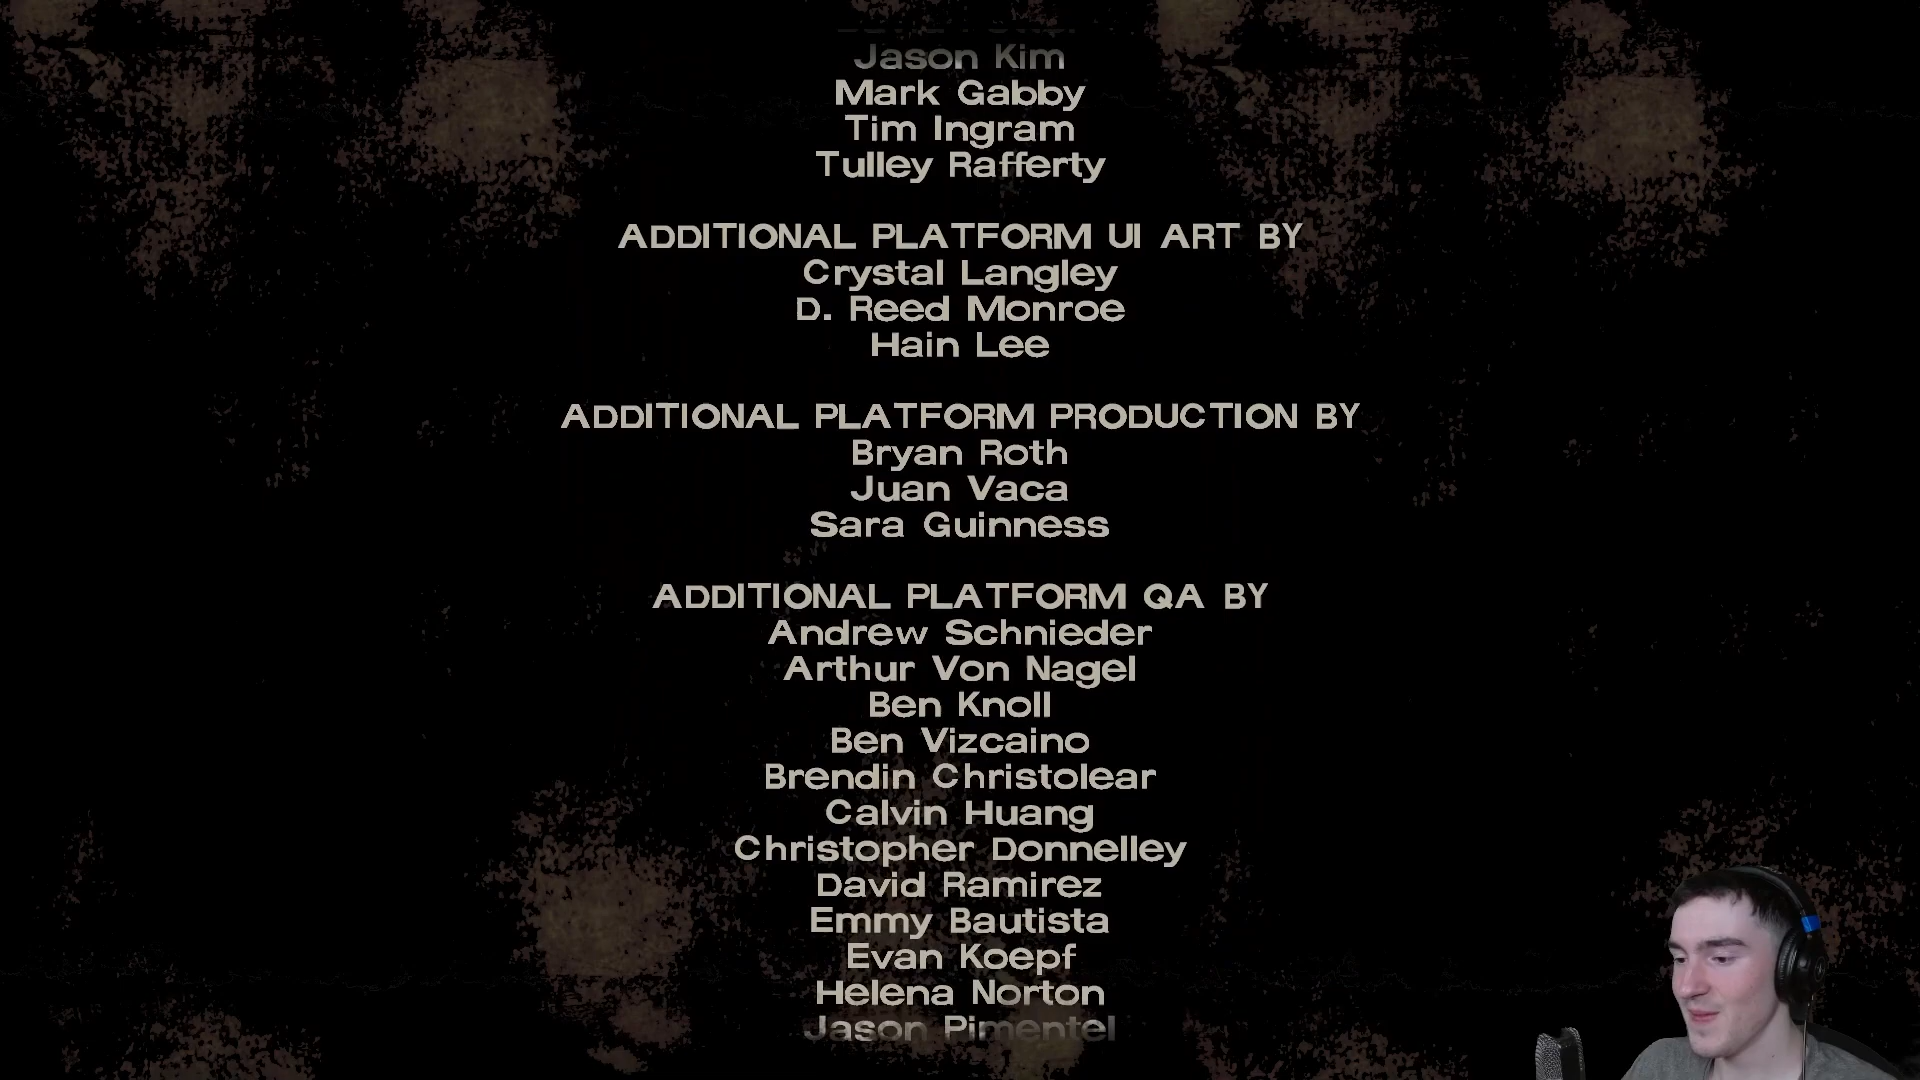 Jason Kim
Mark Gabby
Tim Ingram
Tulley Rafferty
ADDITIONAL PLATFORM UI ART BY
Crystal Langley
D. Reed Monroe
Hain Lee
ADDITIONAL PLATFORM PRODUCTION BY
Bryan Roth
Juan Vaca
Sara Guinness
ADDITIONAL PLATFORM QA BY
Andrew Schnieder
Arthur Von Nagel
Ben Knoll
Ben Vizcaino
Brendin Christolear
Calvin Huang
Christopher Donnelley
David Ramirez
Emmy Bautista
Evan Koepf
Helena Norton
Jason Pimentel